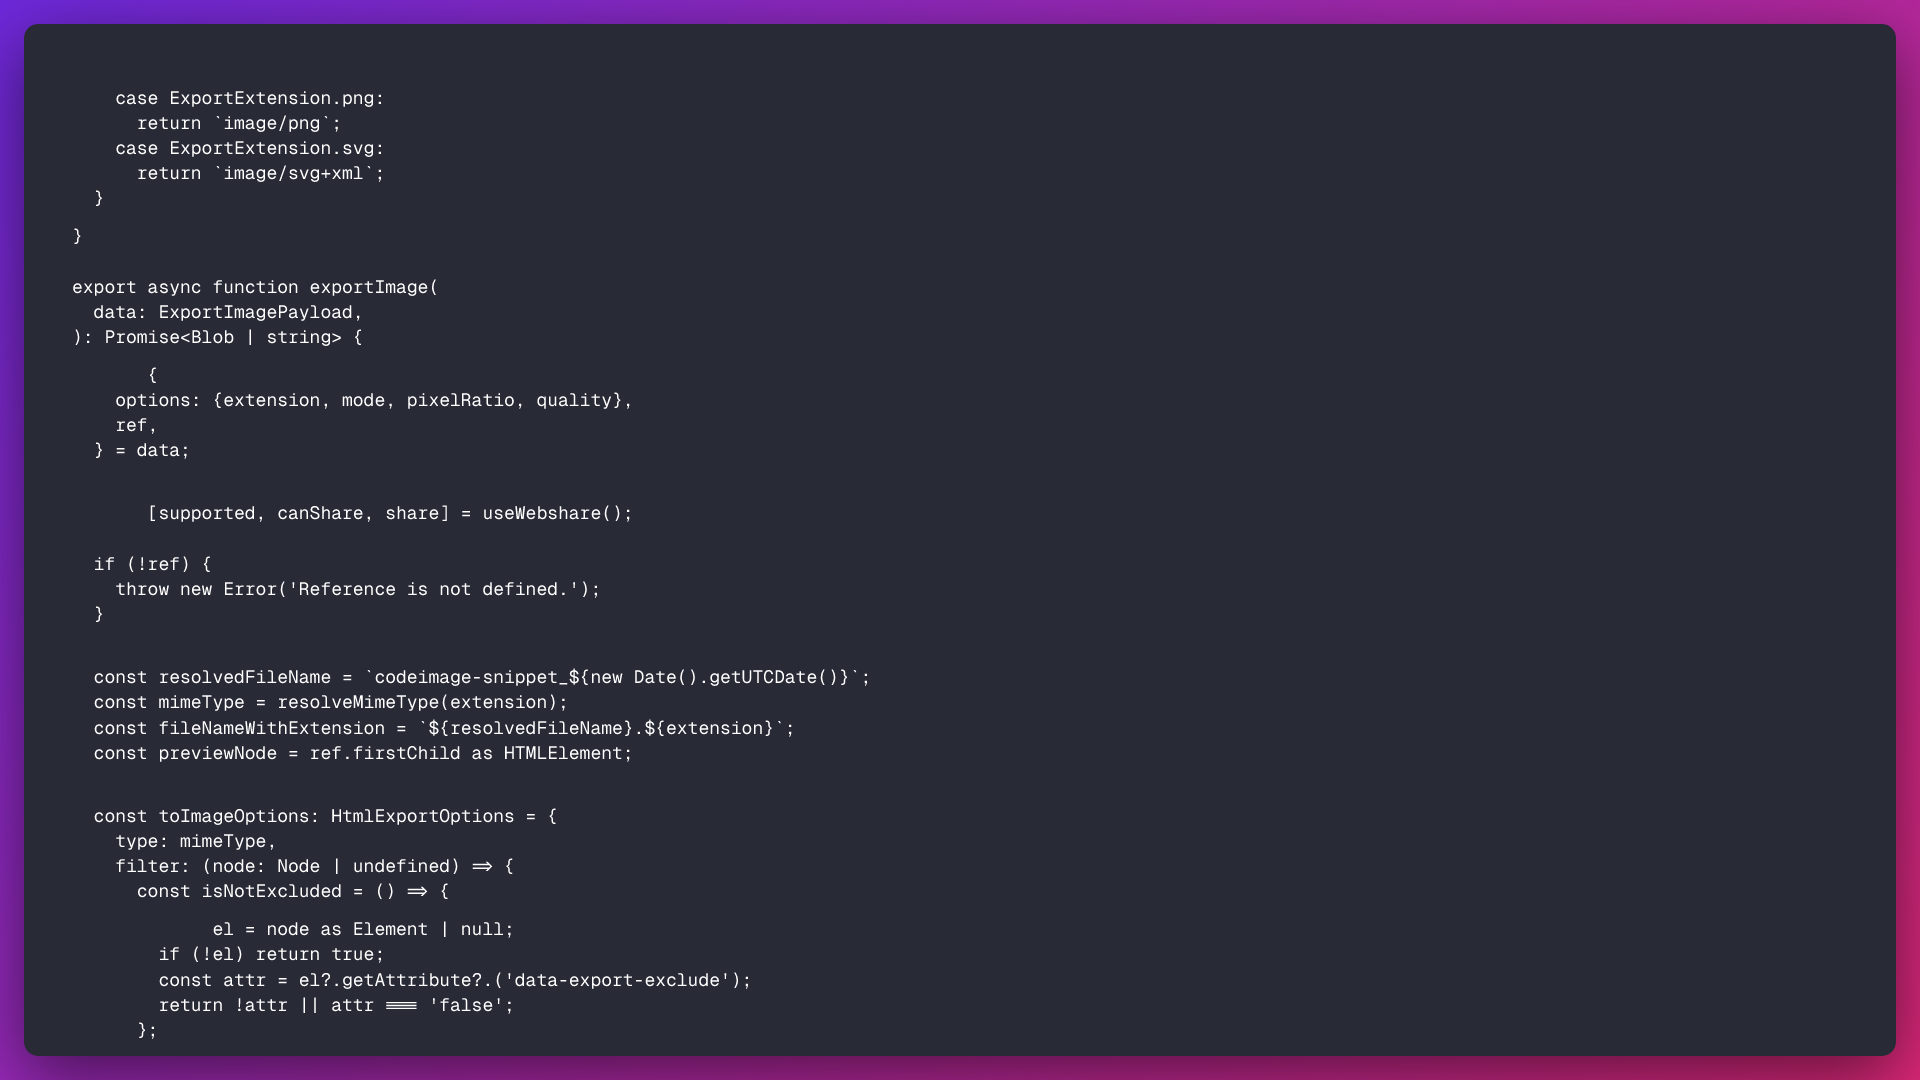 case ExportExtension.png:
      return `image/png`;
    case ExportExtension.svg:
      return `image/svg+xml`;
  }
}
export async function exportImage(
  data: ExportImagePayload,
): Promise<Blob | string> {
       {
    options: {extension, mode, pixelRatio, quality},
    ref,
  } = data;
       [supported, canShare, share] = useWebshare();
  if (!ref) {
    throw new Error('Reference is not defined.');
  }
  const resolvedFileName = `codeimage-snippet_${new Date().getUTCDate()}`;
  const mimeType = resolveMimeType(extension);
  const fileNameWithExtension = `${resolvedFileName}.${extension}`;
  const previewNode = ref.firstChild as HTMLElement;
  const toImageOptions: HtmlExportOptions = {
    type: mimeType,
    filter: (node: Node | undefined) => {
      const isNotExcluded = () => {
             el = node as Element | null;
        if (!el) return true;
        const attr = el?.getAttribute?.('data-export-exclude');
        return !attr || attr === 'false';
      };